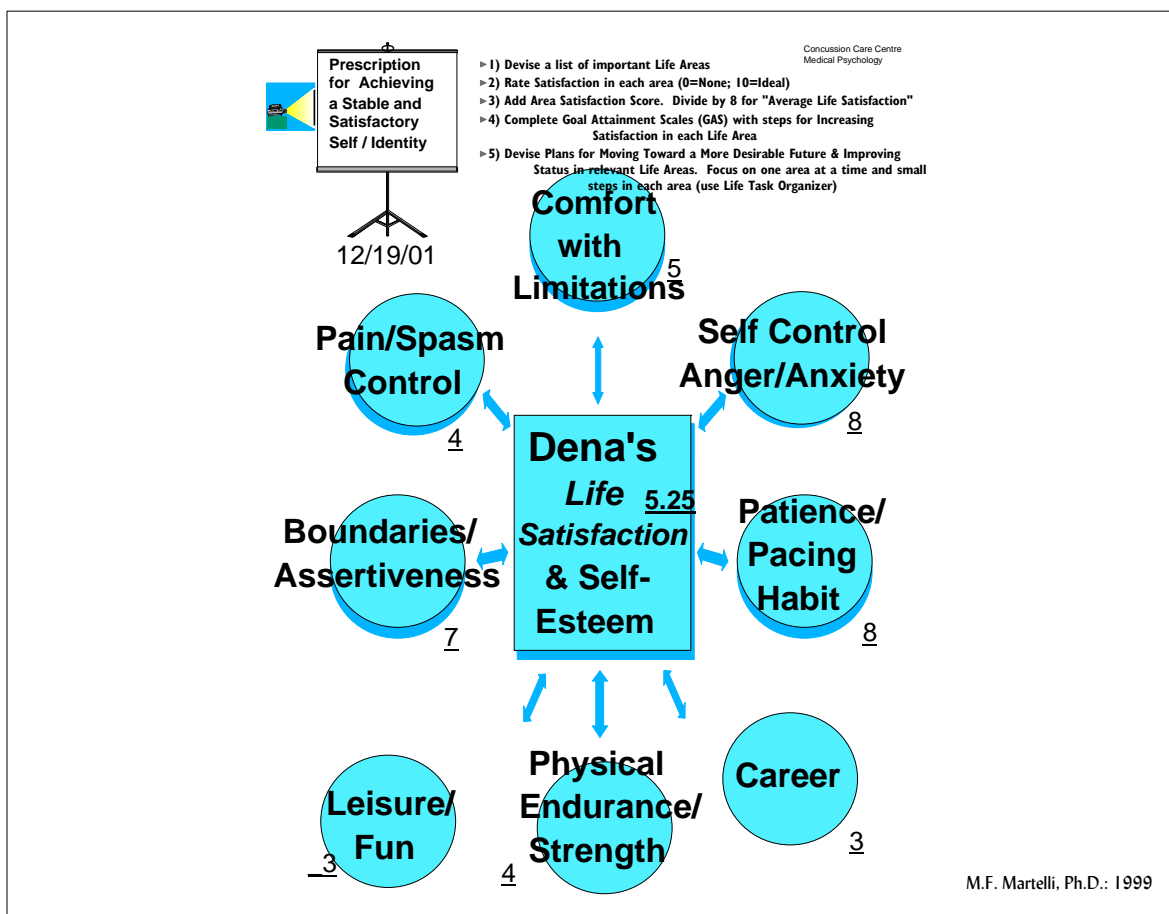 Prescription
for Achieving
a Stable and
Satisfactory
Self / Identity
12/19/01
Concussion Care Centre
Medical Psychology
►1) Devise a list of important Life Areas
►2) Rate Satisfaction in each area (0=None; 10=Ideal)
►3) Add Area Satisfaction Score. Divide by 8 for "Average Life Satisfaction"
►4) Complete Goal Attainment Scales (GAS) with steps for Increasing
Satisfaction in each Life Area
►5) Devise Plans for Moving Toward a More Desirable Future & Improving
Status in relevant Life Areas. Focus on one area at a time and small
steps in each area (use Life Task Organizer)
Comfort
with
Limitations
5
Pain/Spasm
Control
4
Self Control
Anger/Anxiety
8
Dena's
Life 5.25
Satisfaction
& Self-
Esteem
Boundaries/
Assertiveness
7
Patience/
Pacing
Habit
8
Leisure/
Fun
_3
Physical
Endurance/
Strength
4
Career
3
M.F. Martelli, Ph.D.: 1999